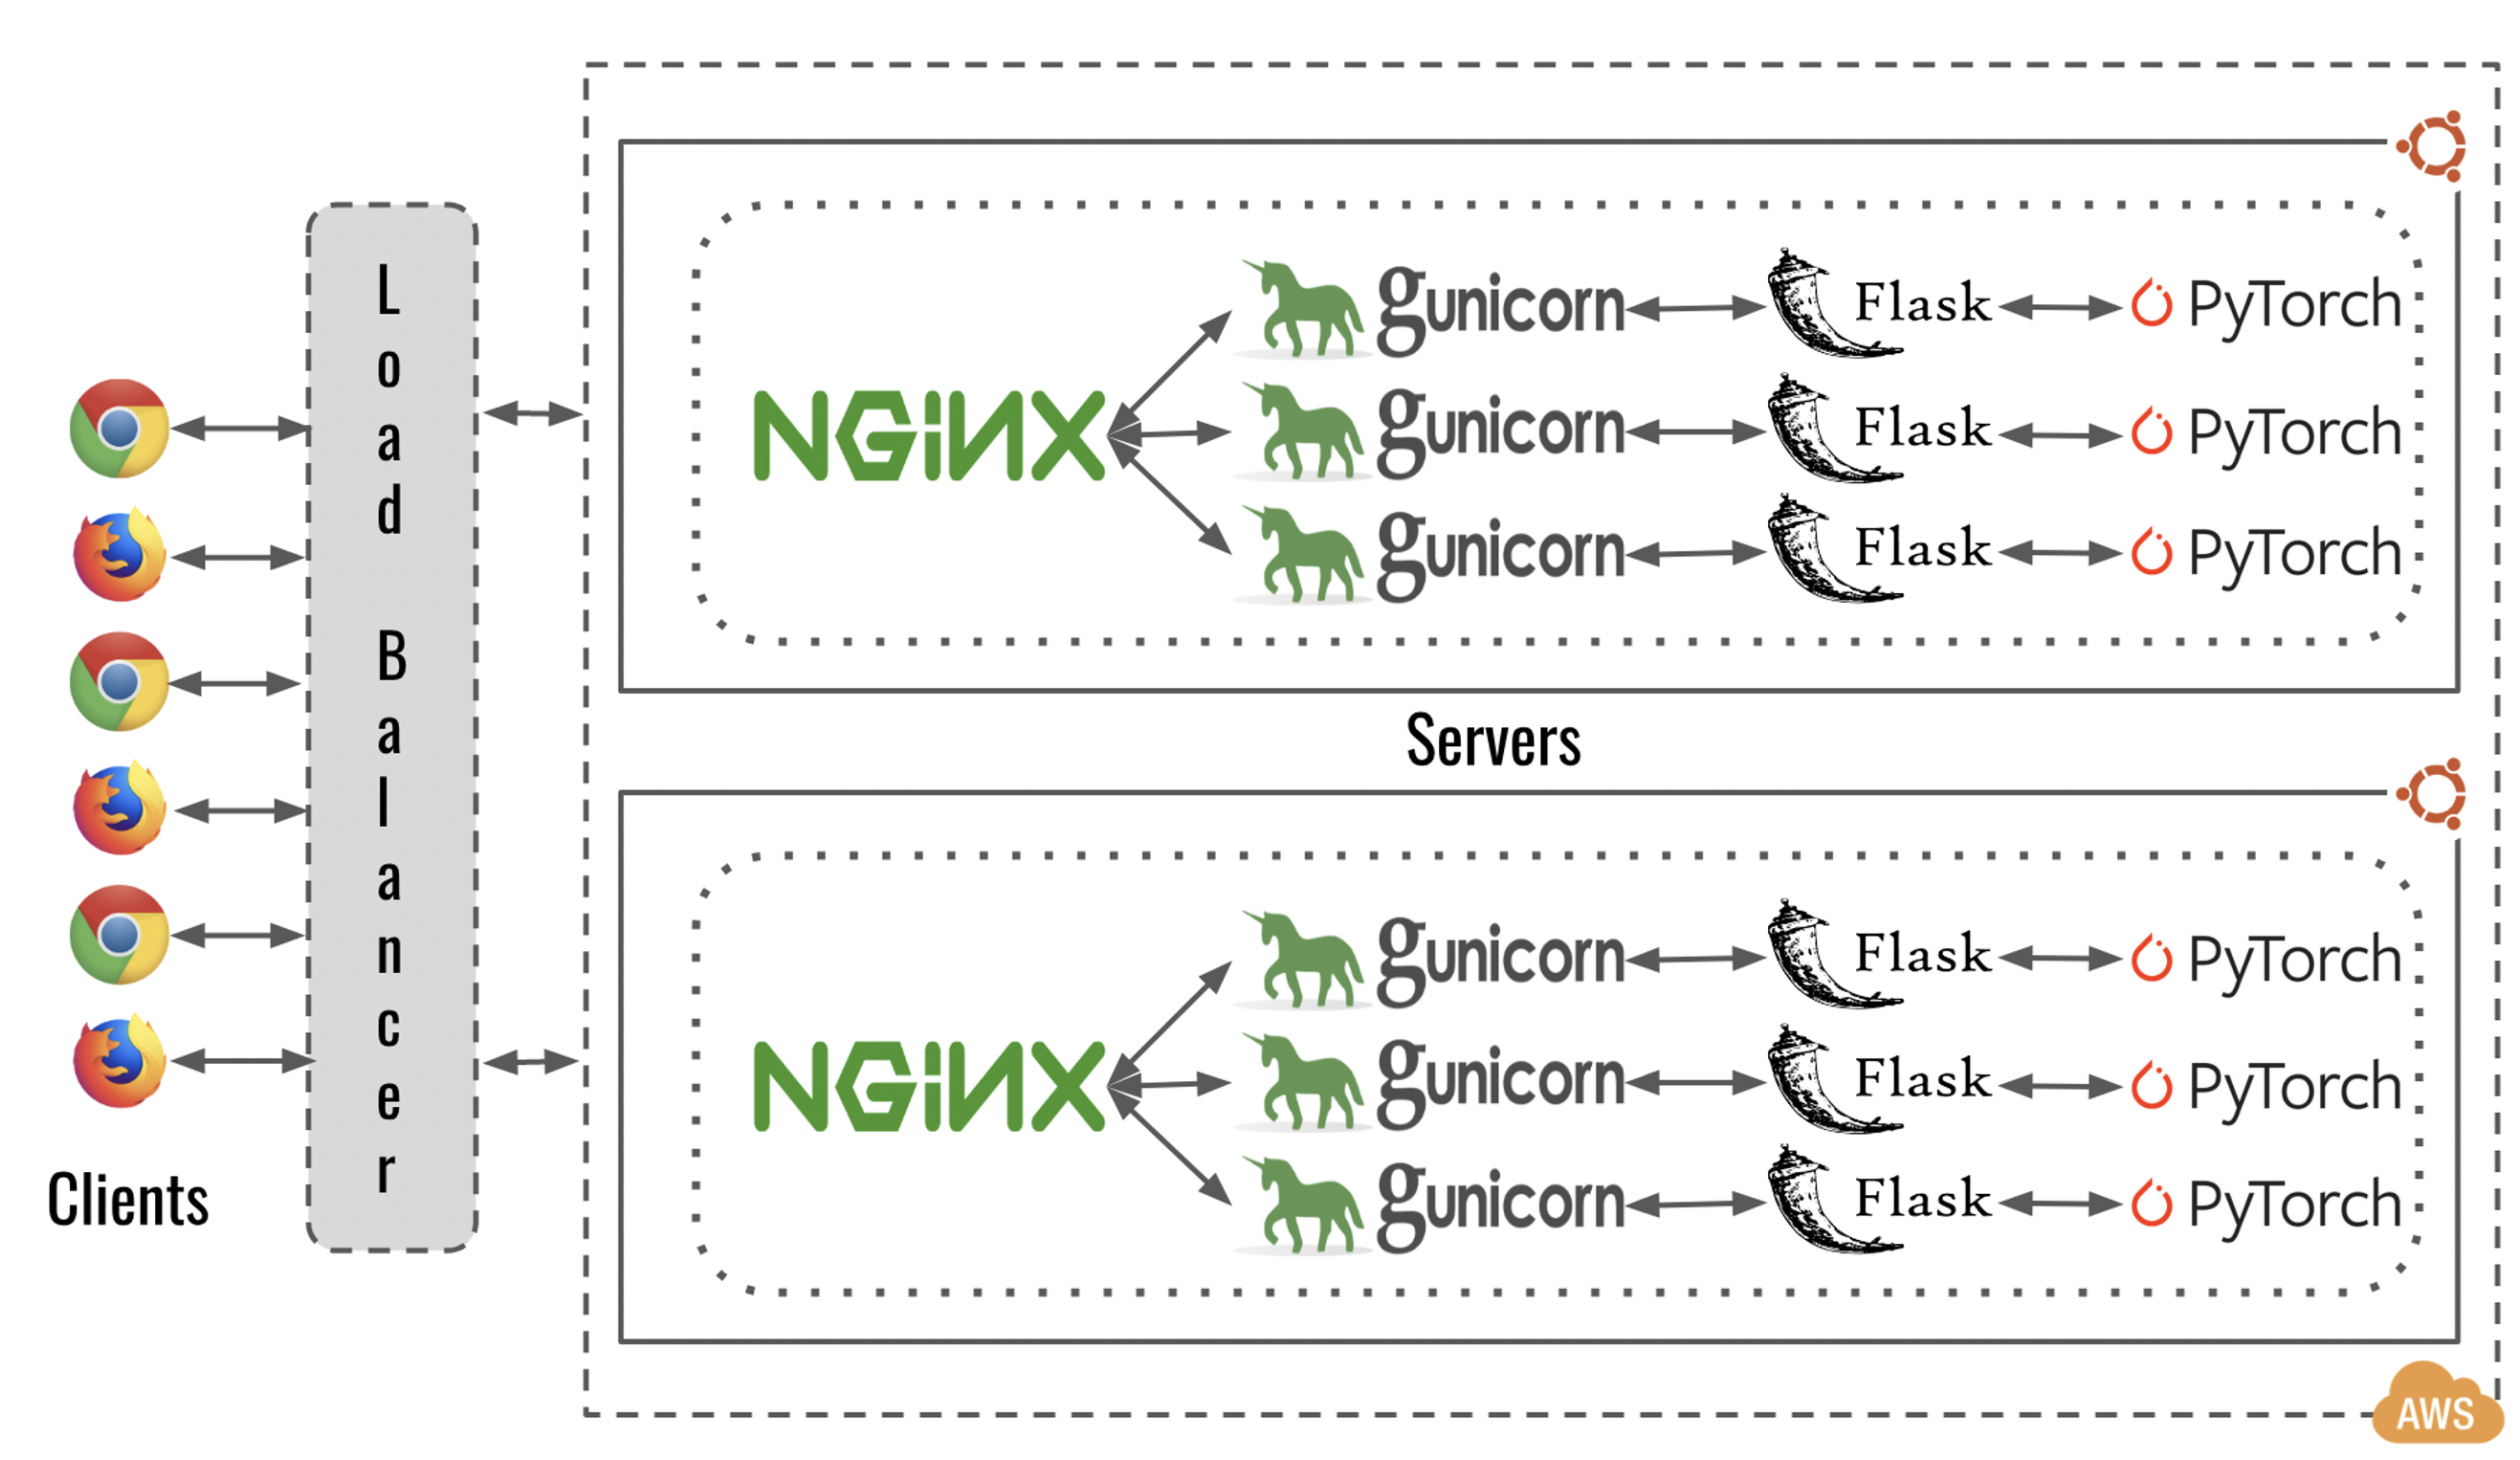 Load Balancer
Clients
NGiNX
gunicorn
Flask
PyTorch
gunicorn
Flask
PyTorch
gunicorn
Flask
PyTorch
Servers
NGiNX
gunicorn
Flask
PyTorch
gunicorn
Flask
PyTorch
gunicorn
Flask
PyTorch
AWS